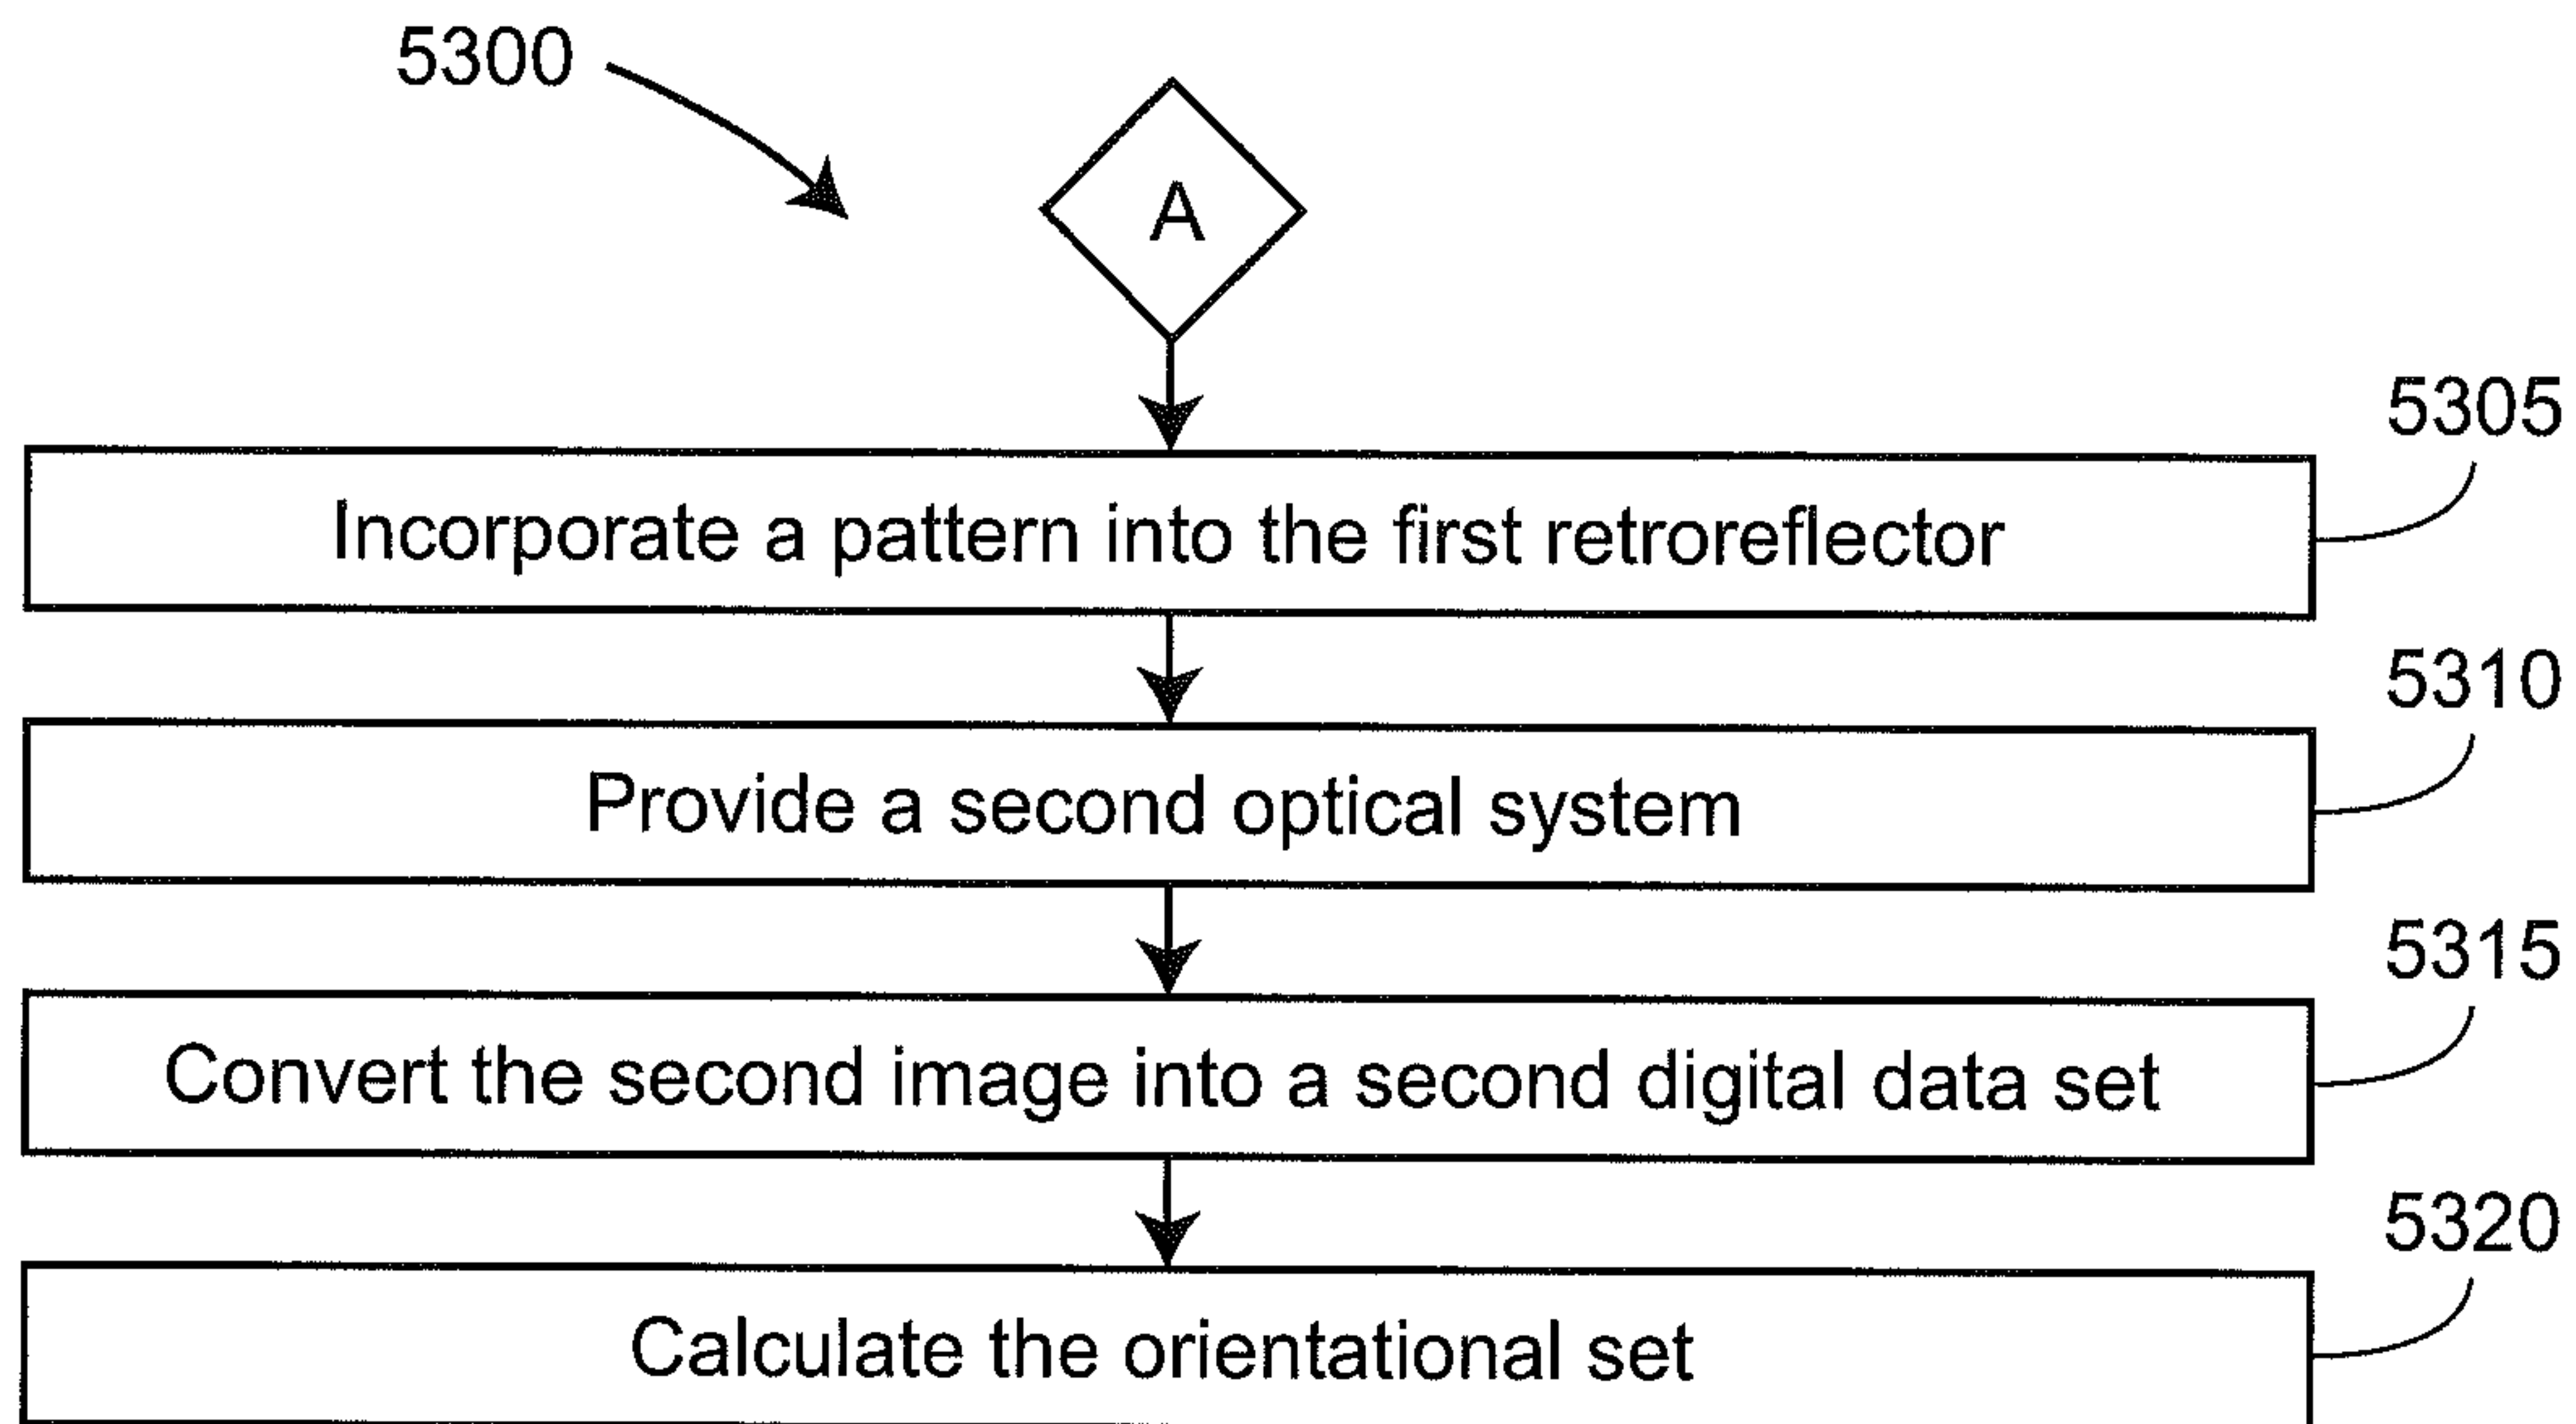 5300
A
5305
Incorporate a pattern into the first retroreflector
5310
Provide a second optical system
5315
Convert the second image into a second digital data set
5320
Calculate the orientational set